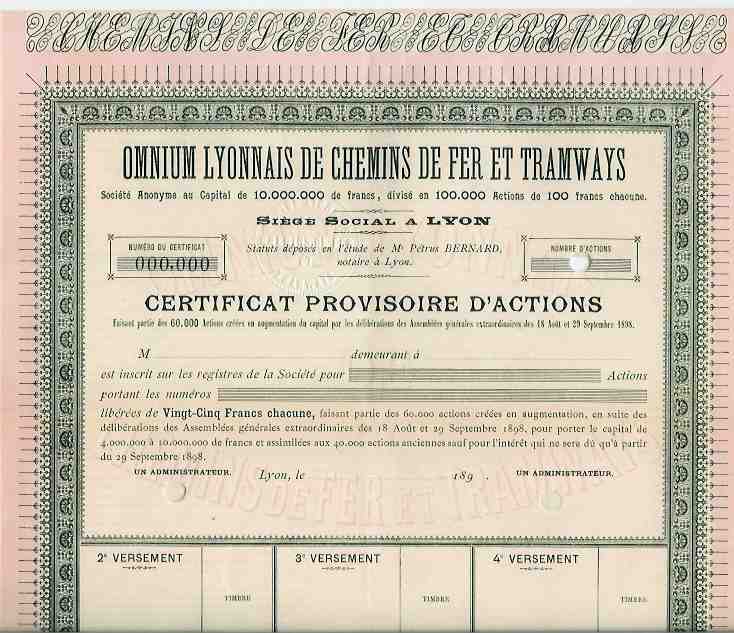 CHEMINS DE FER ET TRAMWAYS
OMNIUM LYONNAIS DE CHEMINS DE FER ET TRAMWAYS
Société Anonyme au Capital de 10.000.000 de francs, divisé en 100.000 Actions de 100 francs chacune.
SIÈGE SOCIAL A LYON
NUMÉRO DU CERTIFICAT
000.000
Statuts déposés en l'étude de Me Pétrus BERNARD,
notaire à Lyon.
NOMBRE D'ACTIONS
CERTIFICAT PROVISOIRE D'ACTIONS
Faisant partie des 60.000 Actions créées en augmentation du capital par les délibérations des Assemblées générales extraordinaires des 18 Août et 29 Septembre 1898.
M demeurant à
est inscrit sur les registres de la Société pour Actions
portant les numéros
libérées de Vingt-Cinq Francs chacune, faisant partie des 60.000 actions créées en augmentation, en suite des
délibérations des Assemblées générales extraordinaires des 18 Août et 29 Septembre 1898, pour porter le capital de
4.000.000 à 10.000.000 de francs et assimilées aux 40.000 actions anciennes sauf pour l'intérêt qui ne sera dû qu'à partir
du 29 Septembre 1898.
UN ADMINISTRATEUR. Lyon, le 189 . UN ADMINISTRATEUR.
DE FER ET TRAMWAY
2e VERSEMENT
TIMBRE
3e VERSEMENT
TIMBRE
4e VERSEMENT
TIMBRE